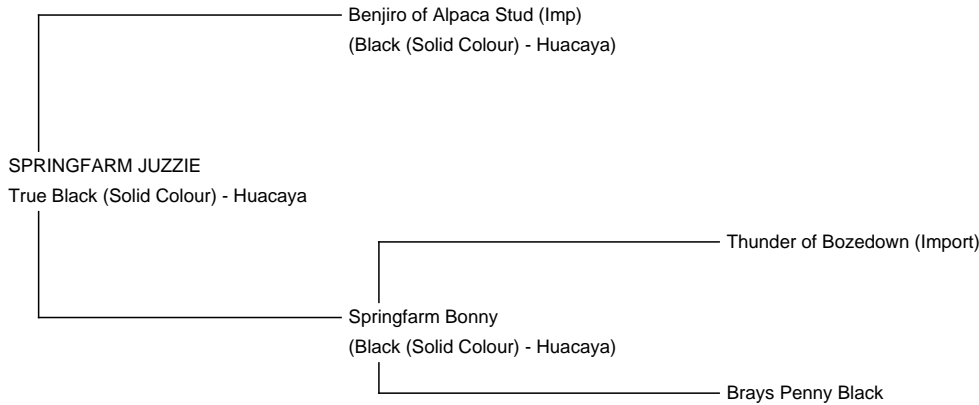 Benjiro of Alpaca Stud (Imp)
(Black (Solid Colour) - Huacaya)
SPRINGFARM JUZZIE
True Black (Solid Colour) - Huacaya
Thunder of Bozedown (Import)
Springfarm Bonny
(Black (Solid Colour) - Huacaya)
Brays Penny Black